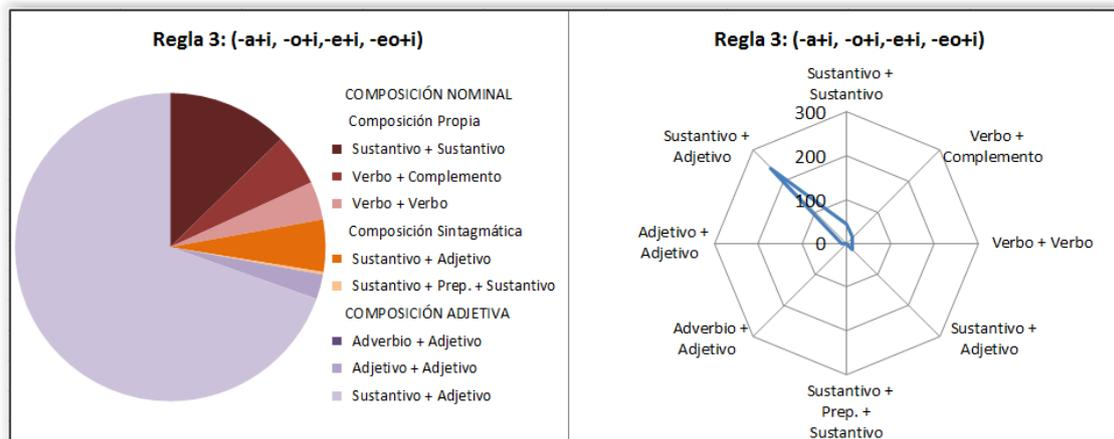 Regla 3: (-a+i, -o+i,-e+i, -eo+i)
COMPOSICIÓN NOMINAL
Composición Propia
Sustantivo + Sustantivo
Verbo + Complemento
Verbo + Verbo
Composición Sintagmática
Sustantivo + Adjetivo
Sustantivo + Prep. + Sustantivo
COMPOSICIÓN ADJETIVA
Adverbio + Adjetivo
Adjetivo + Adjetivo
Sustantivo + Adjetivo
Regla 3: (-a+i, -o+i,-e+i, -eo+i)
Sustantivo +
Sustantivo
300
200
100
0
Verbo +
Complemento
Verbo + Verbo
Sustantivo +
Adjetivo
Sustantivo +
Prep. +
Sustantivo
Adverbio +
Adjetivo
Adjetivo +
Adjetivo
Sustantivo +
Adjetivo